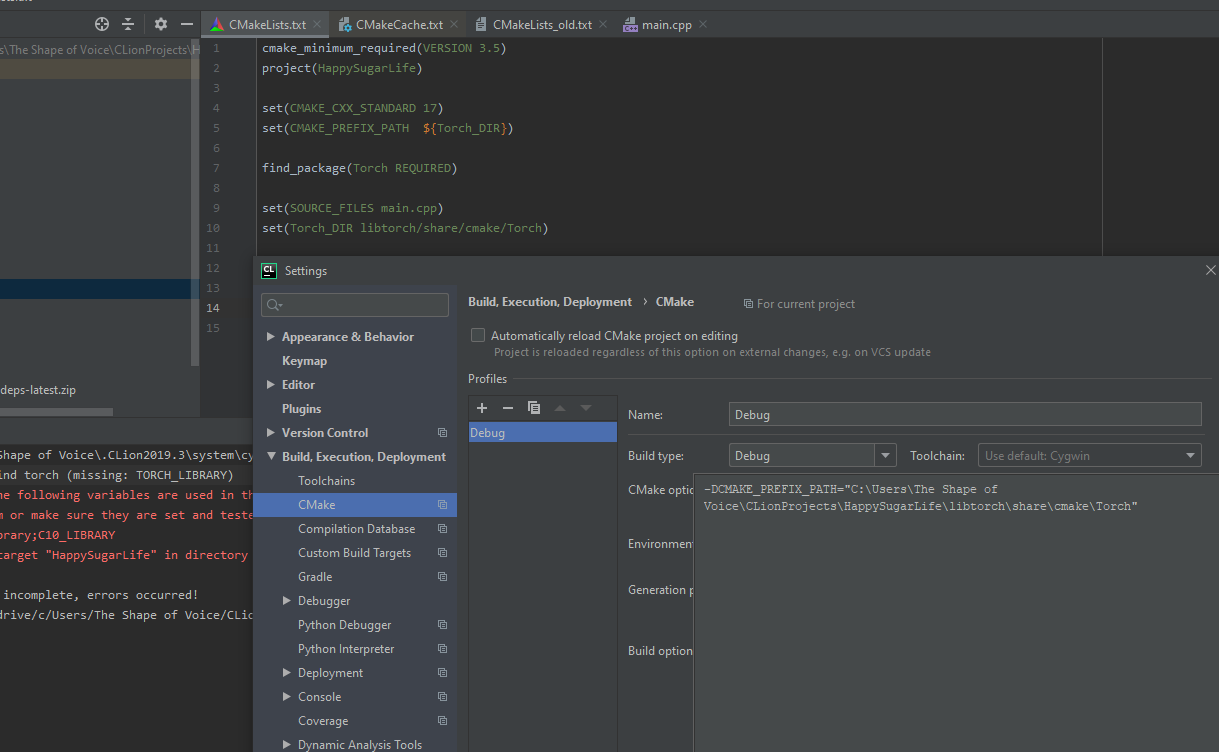 CMakeLists.txt
CMakeCache.txt
CMakeLists_old.txt
main.cpp
s\The Shape of Voice\CLionProjects\H
1 cmake_minimum_required(VERSION 3.5)
2 project(HappySugarLife)
3
4 set(CMAKE_CXX_STANDARD 17)
5 set(CMAKE_PREFIX_PATH  ${Torch_DIR})
6
7 find_package(Torch REQUIRED)
8
9 set(SOURCE_FILES main.cpp)
10 set(Torch_DIR libtorch/share/cmake/Torch)
11
12
13
14
15
deps-latest.zip
Shape of Voice\.CLion2019.3\system\cy
ind torch (missing: TORCH_LIBRARY)
he following variables are used in th
m or make sure they are set and teste
brary;C10_LIBRARY
target "HappySugarLife" in directory
incomplete, errors occurred!
drive/c/Users/The Shape of Voice/CLio
CL Settings
Appearance & Behavior
Keymap
Editor
Plugins
Version Control
Build, Execution, Deployment
Toolchains
CMake
Compilation Database
Custom Build Targets
Gradle
Debugger
Python Debugger
Python Interpreter
Deployment
Console
Coverage
Dynamic Analysis Tools
Build, Execution, Deployment › CMake
For current project
Automatically reload CMake project on editing
Project is reloaded regardless of this option on external changes, e.g. on VCS update
Profiles
Debug
Name: Debug
Build type: Debug
Toolchain: Use default: Cygwin
CMake optio
-DCMAKE_PREFIX_PATH="C:\Users\The Shape of
Voice\CLionProjects\HappySugarLife\libtorch\share\cmake\Torch"
Environmen
Generation p
Build option